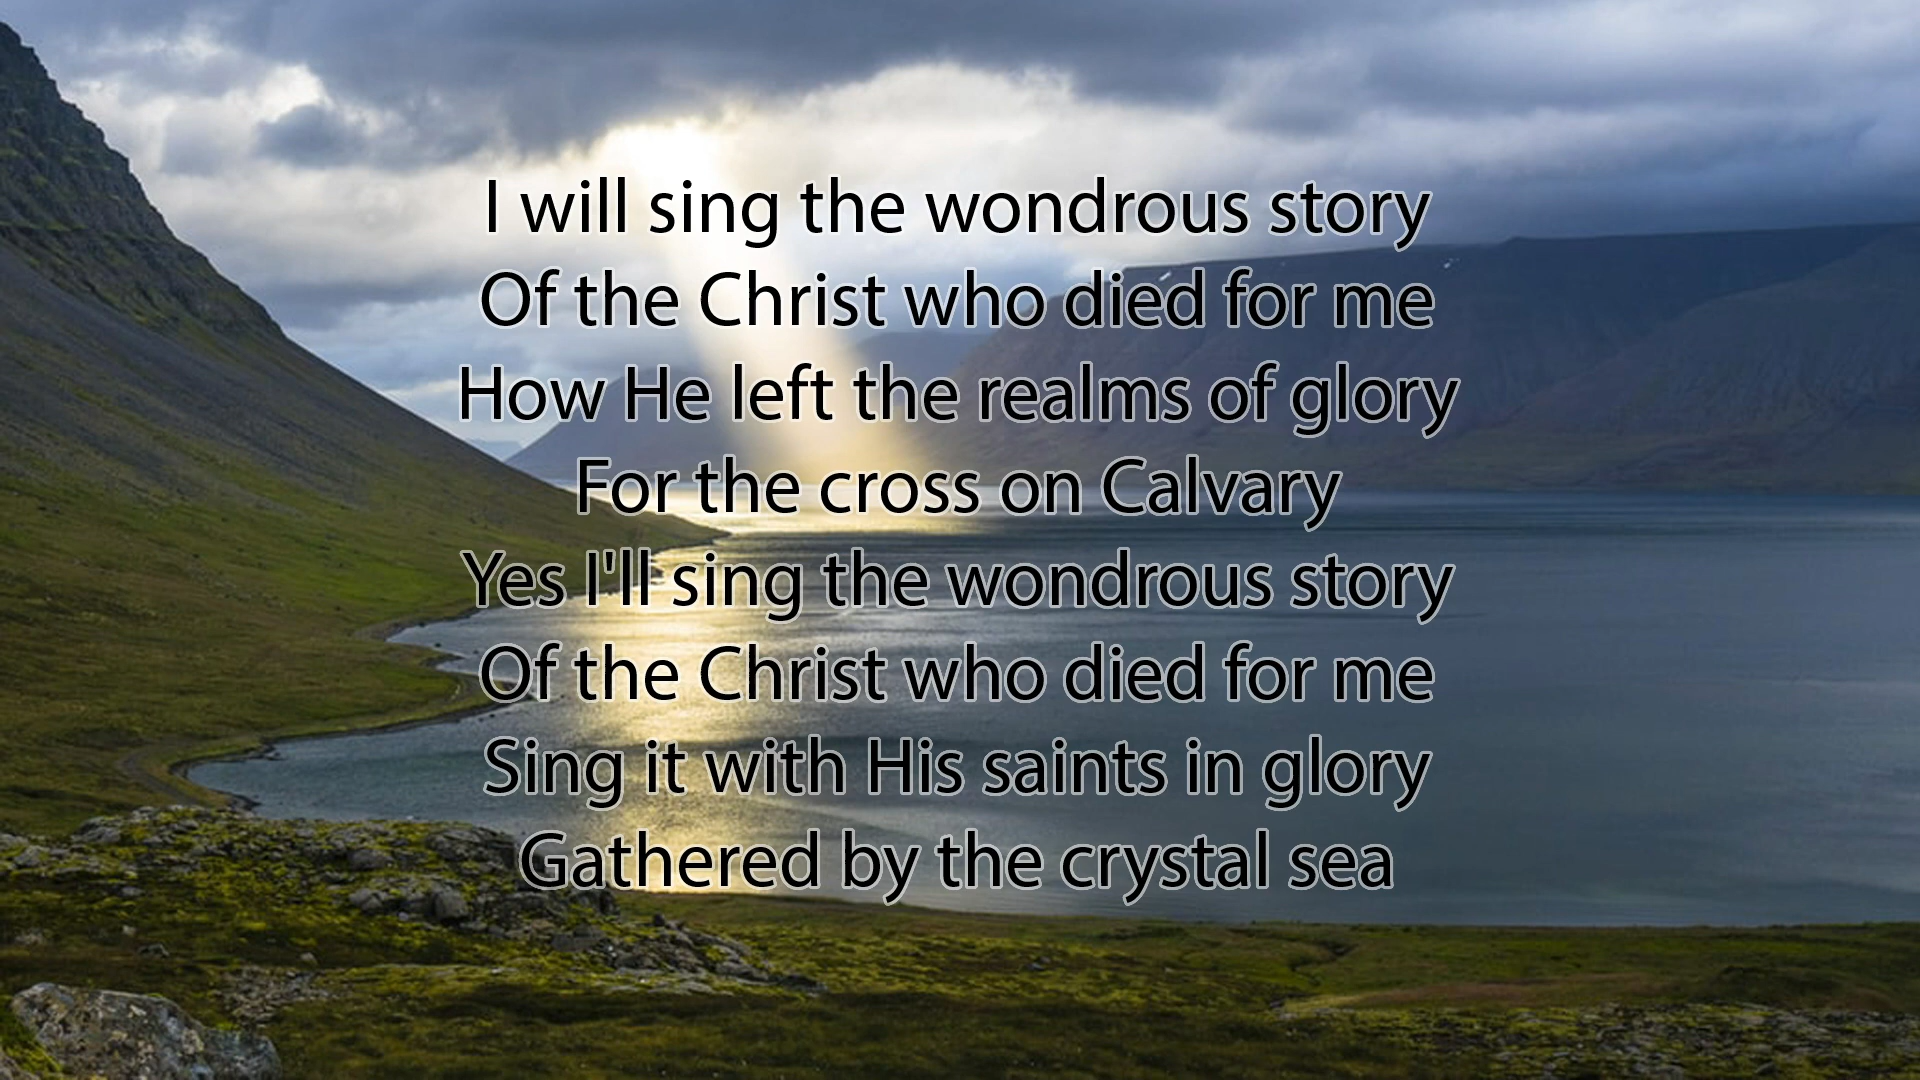 I will sing the wondrous story
Of the Christ who died for me
How He left the realms of glory
For the cross on Calvary
Yes I'll sing the wondrous story
Of the Christ who died for me
Sing it with His saints in glory
Gathered by the crystal sea